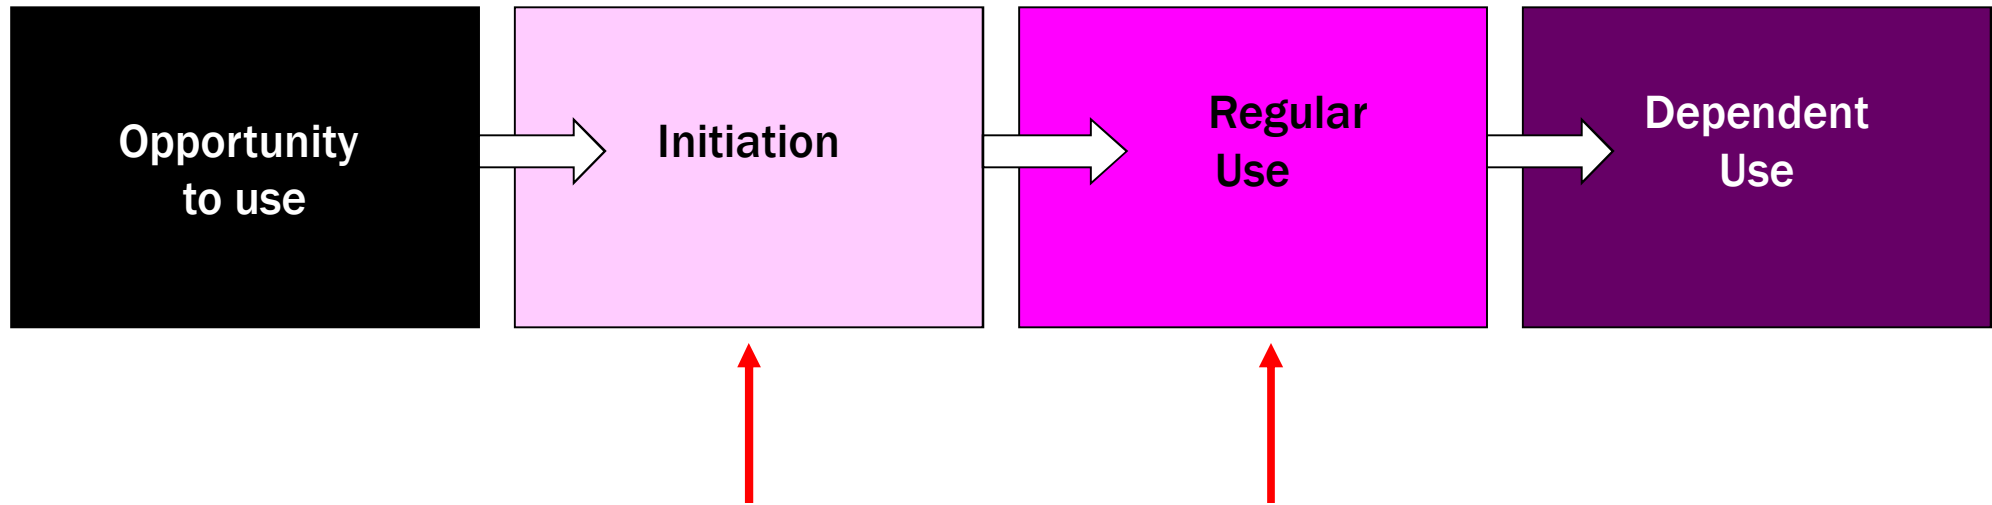 Opportunity
to use
Initiation
Regular
Use
Dependent
Use